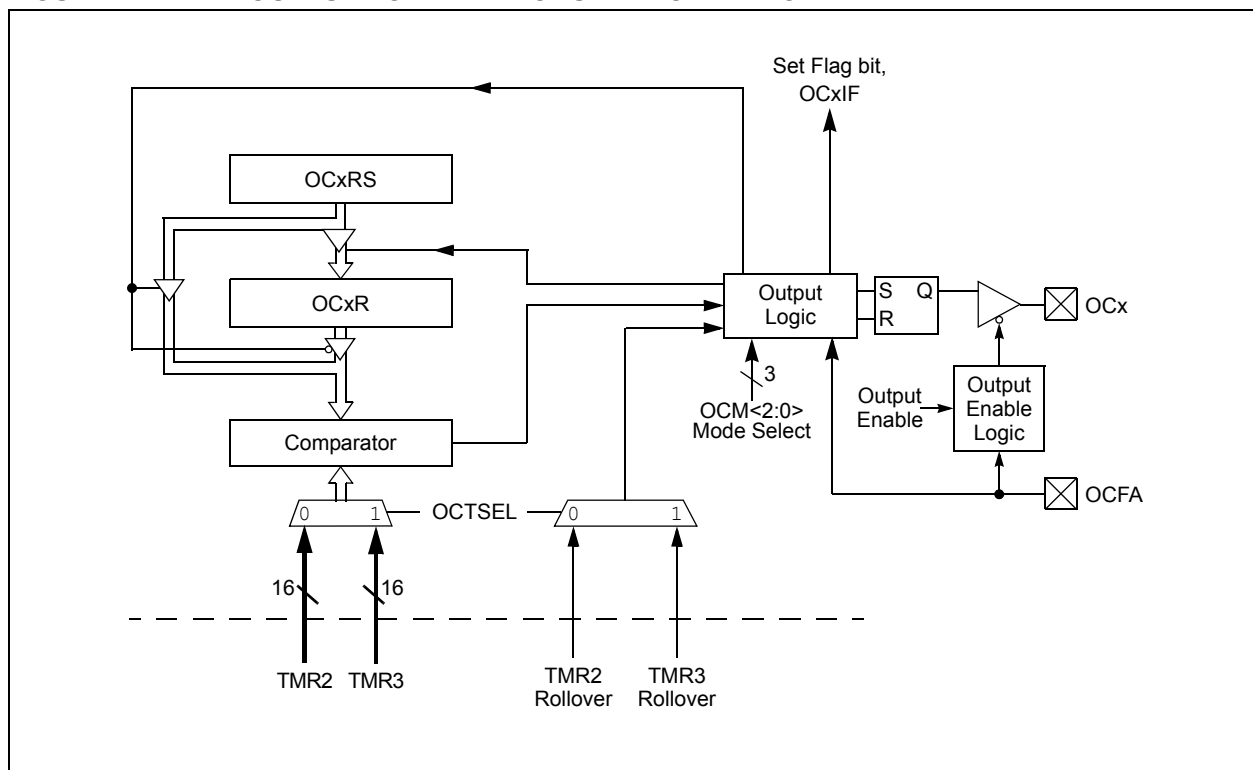 Set Flag bit,
OCxIF
OCxRS
OCxR
Output
Logic
S Q
R
OCx
3
OCM<2:0>
Mode Select
Output
Enable
Output
Enable
Logic
Comparator
OCFA
0 1
OCTSEL
0 1
16
16
TMR2
TMR3
TMR2
Rollover
TMR3
Rollover